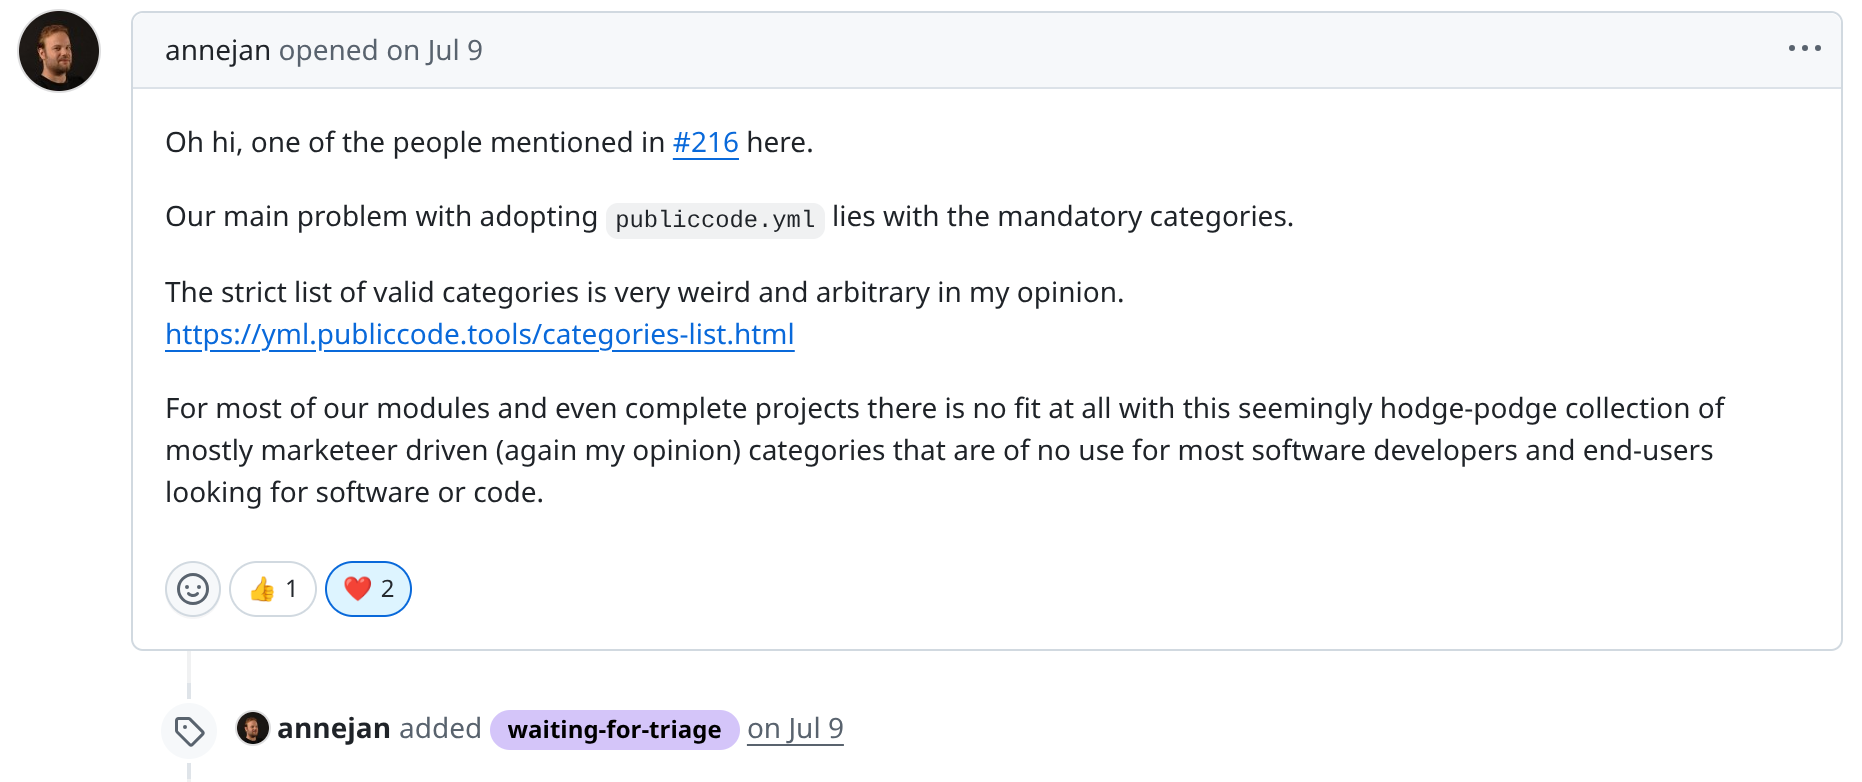 annejan opened on Jul 9
Oh hi, one of the people mentioned in #216 here.
Our main problem with adopting publiccode.yml lies with the mandatory categories.
The strict list of valid categories is very weird and arbitrary in my opinion.
https://yml.publiccode.tools/categories-list.html
For most of our modules and even complete projects there is no fit at all with this seemingly hodge-podge collection of
mostly marketeer driven (again my opinion) categories that are of no use for most software developers and end-users
looking for software or code.
👍 1 ❤️ 2
annejan added waiting-for-triage on Jul 9